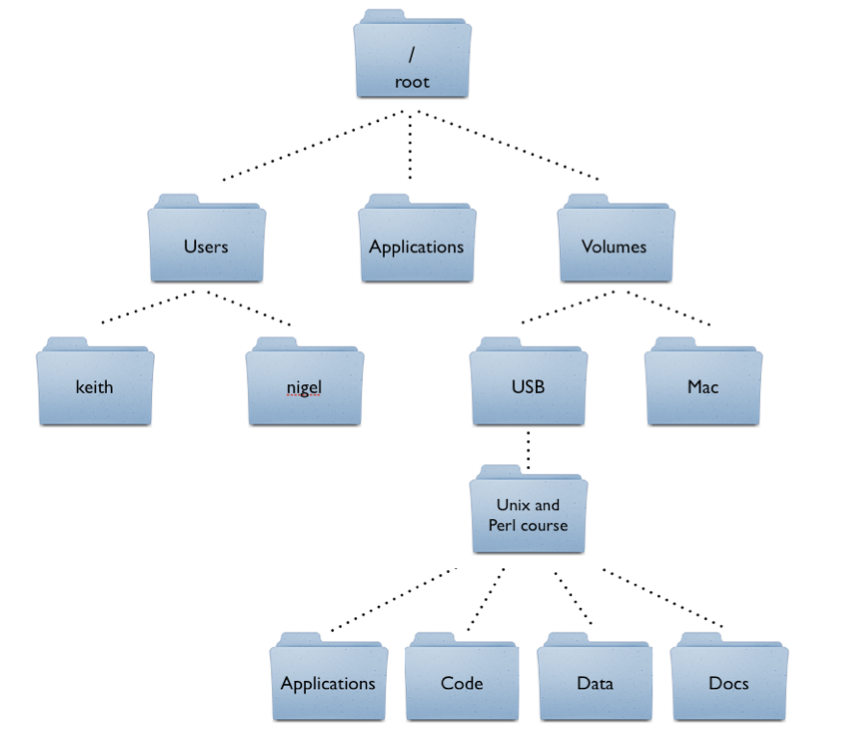 /
root
Users
Applications
Volumes
keith
nigel
USB
Mac
Unix and
Perl course
Applications
Code
Data
Docs